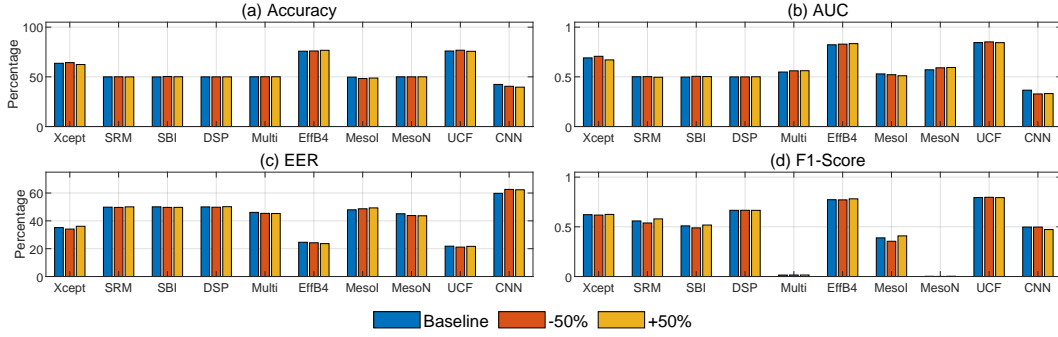 (a) Accuracy
Percentage
100
50
0
Xcept SRM SBI DSP Multi EffB4 MesoI MesoN UCF CNN
(b) AUC
1
0.5
0
Xcept SRM SBI DSP Multi EffB4 MesoI MesoN UCF CNN
(c) EER
Percentage
60
40
20
0
Xcept SRM SBI DSP Multi EffB4 MesoI MesoN UCF CNN
(d) F1-Score
1
0.5
0
Xcept SRM SBI DSP Multi EffB4 MesoI MesoN UCF CNN
Baseline -50% +50%